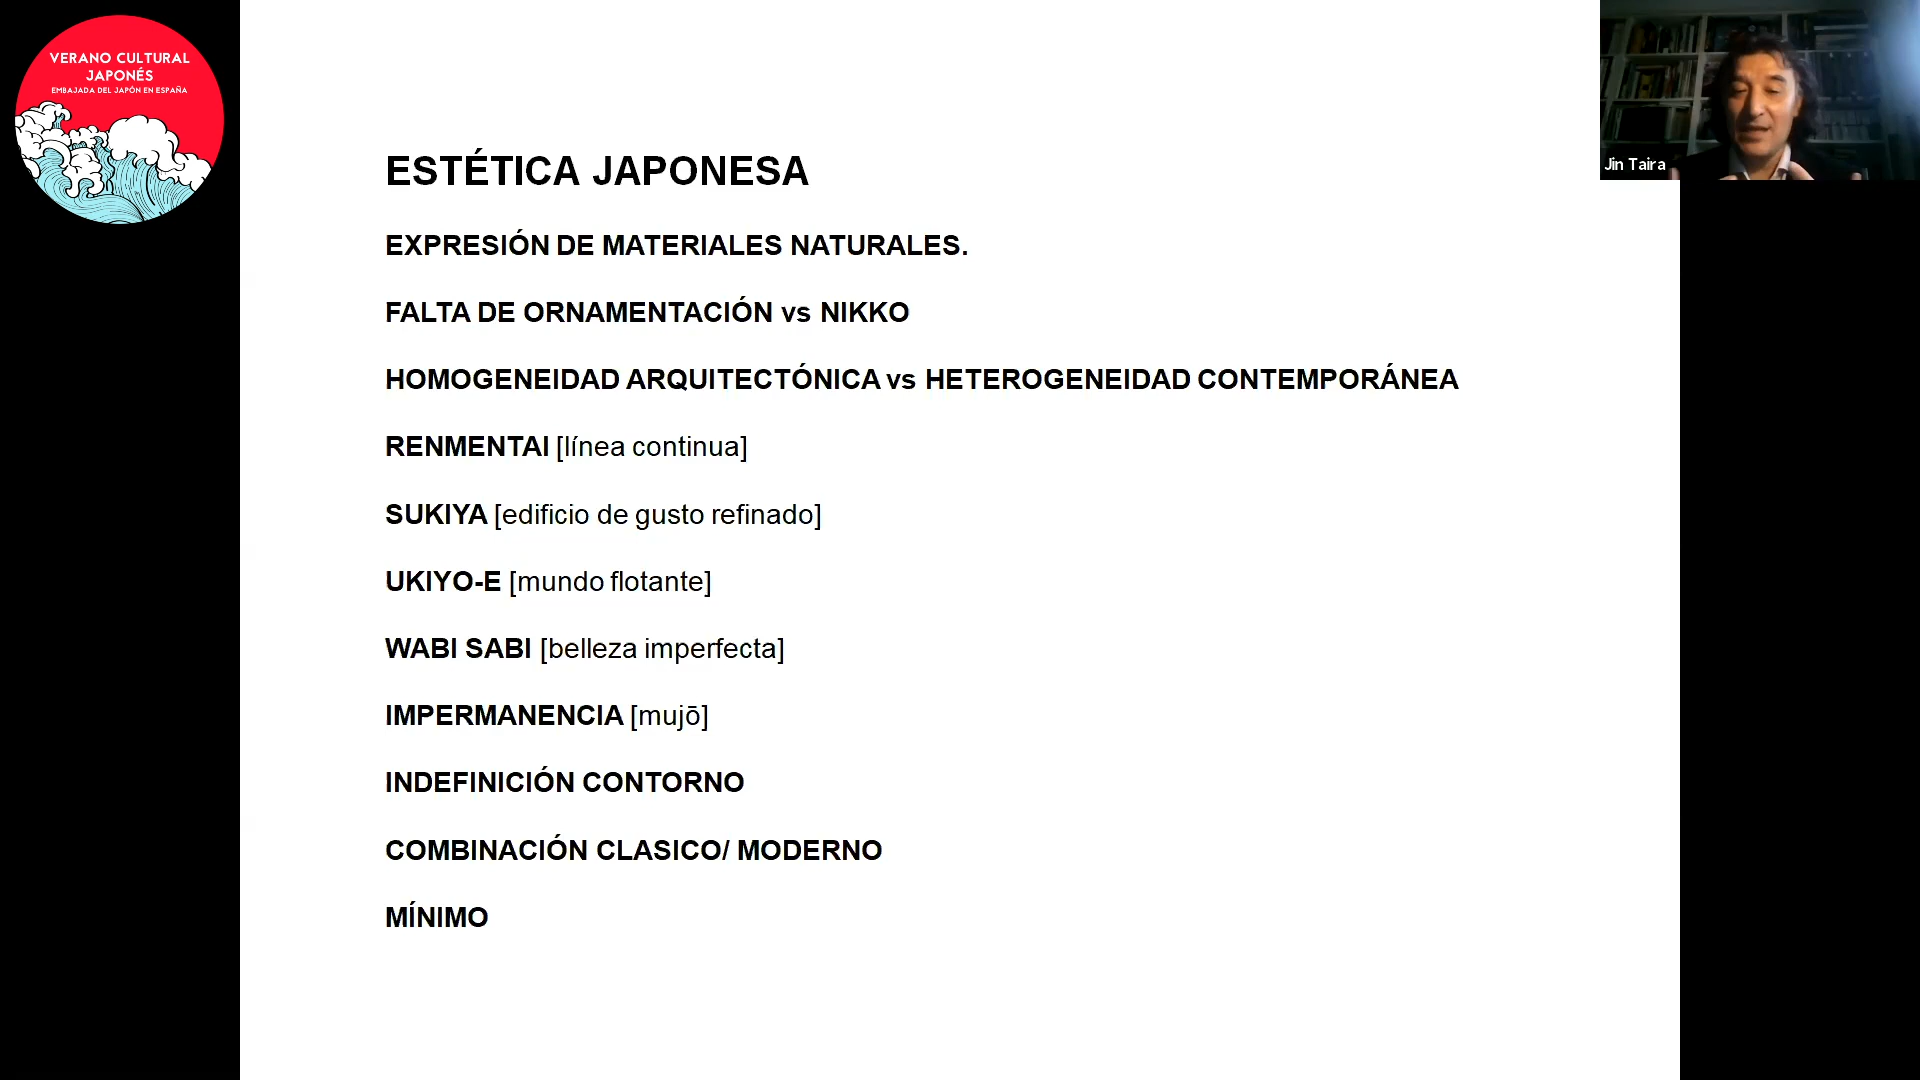 VERANO CULTURAL
JAPONÉS
EMBAJADA DEL JAPÓN EN ESPAÑA
Jin Taira
ESTÉTICA JAPONESA
EXPRESIÓN DE MATERIALES NATURALES.
FALTA DE ORNAMENTACIÓN vs NIKKO
HOMOGENEIDAD ARQUITECTÓNICA vs HETEROGENEIDAD CONTEMPORÁNEA
RENMENTAI [línea continua]
SUKIYA [edificio de gusto refinado]
UKIYO-E [mundo flotante]
WABI SABI [belleza imperfecta]
IMPERMANENCIA [mujō]
INDEFINICIÓN CONTORNO
COMBINACIÓN CLASICO/ MODERNO
MÍNIMO